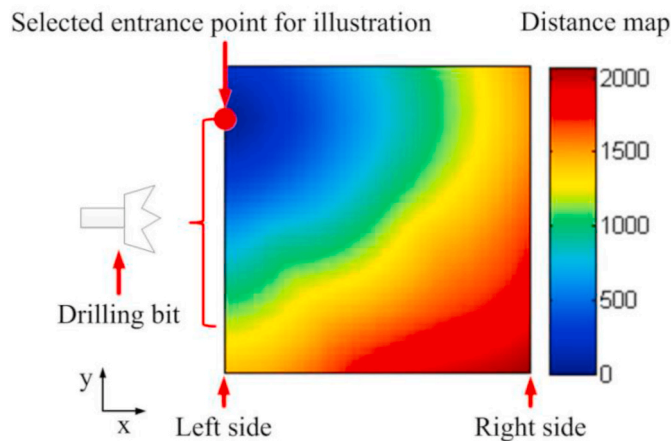 Selected entrance point for illustration
Distance map
2000
1500
1000
500
0
Drilling bit
y
x
Left side
Right side